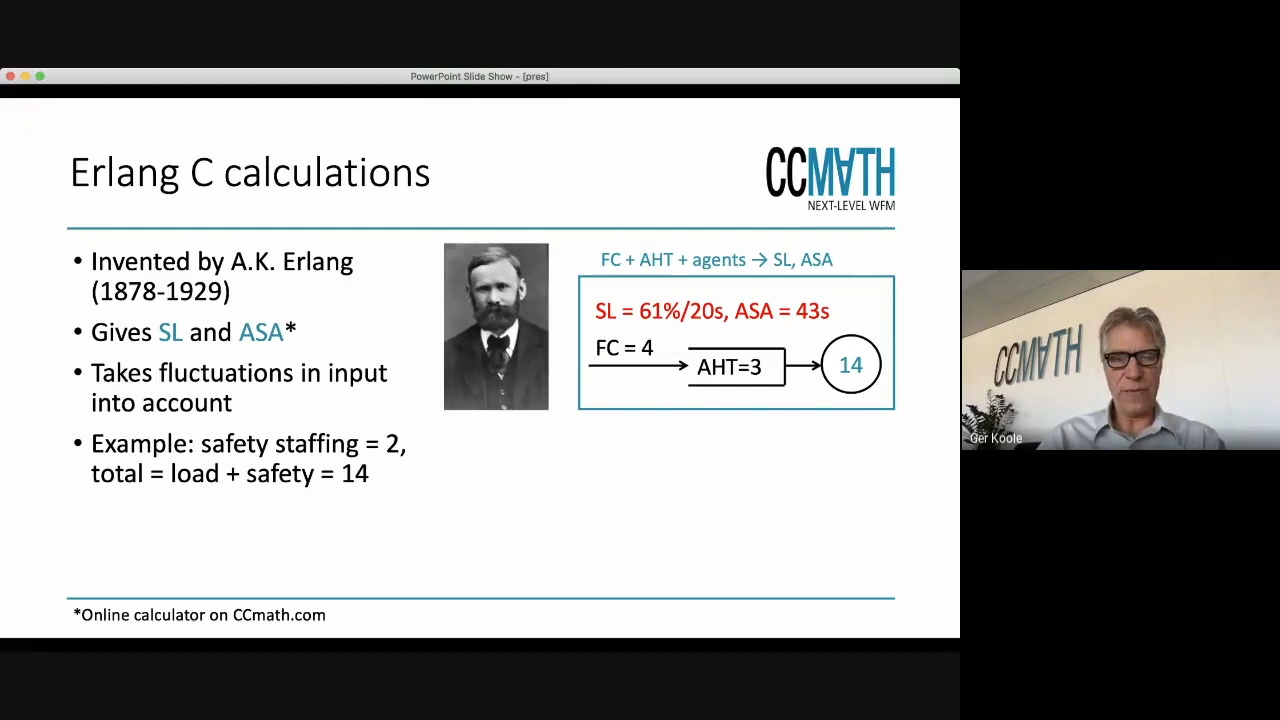 PowerPoint Slide Show - [pres]
Erlang C calculations
CCMⱯTH
NEXT-LEVEL WFM
• Invented by A.K. Erlang
(1878-1929)
• Gives SL and ASA*
• Takes fluctuations in input
into account
• Example: safety staffing = 2,
total = load + safety = 14
FC + AHT + agents → SL, ASA
SL = 61%/20s, ASA = 43s
FC = 4
AHT=3
14
*Online calculator on CCmath.com
CCMⱯTH
Ger Koole